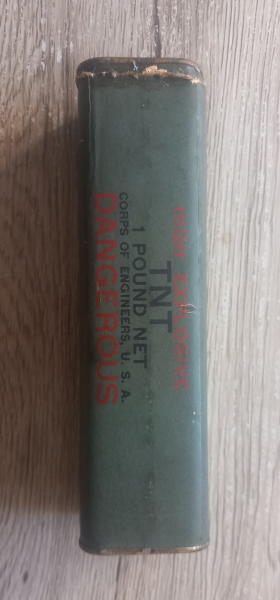 HIGH EXPLOSIVE
TNT
1 POUND NET
CORPS OF ENGINEERS, U. S. A.
DANGEROUS